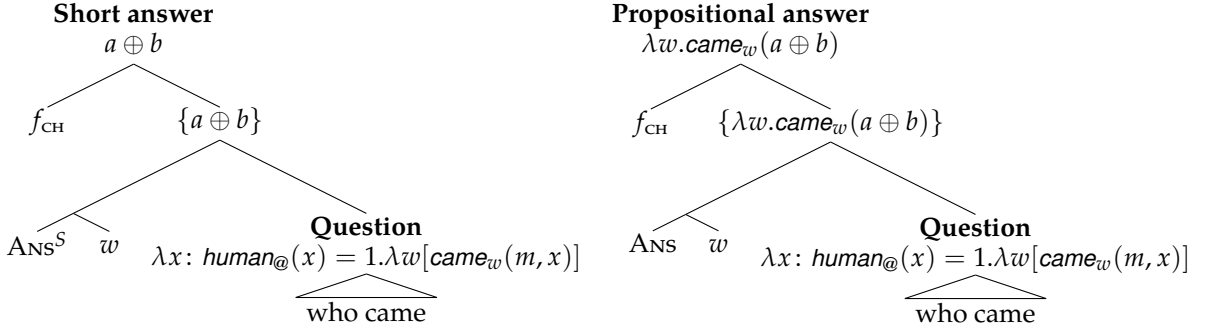 Short answer
a ⊕ b
f_CH
{a ⊕ b}
ANS^S w
Question
λx: human_@(x) = 1.λw[came_w(m, x)]
who came
Propositional answer
λw.came_w(a ⊕ b)
f_CH
{λw.came_w(a ⊕ b)}
ANS w
Question
λx: human_@(x) = 1.λw[came_w(m, x)]
who came